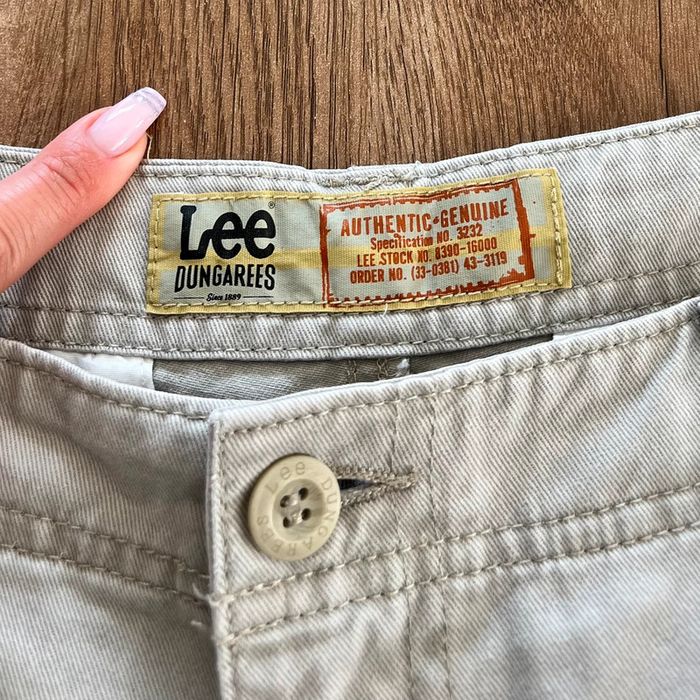 Lee®
DUNGAREES
Since 1889
AUTHENTIC•GENUINE
Specification No. 3232
LEE STOCK NO. 8390-16000
ORDER NO. (33-0381) 43-3119
Lee DUNGAREES